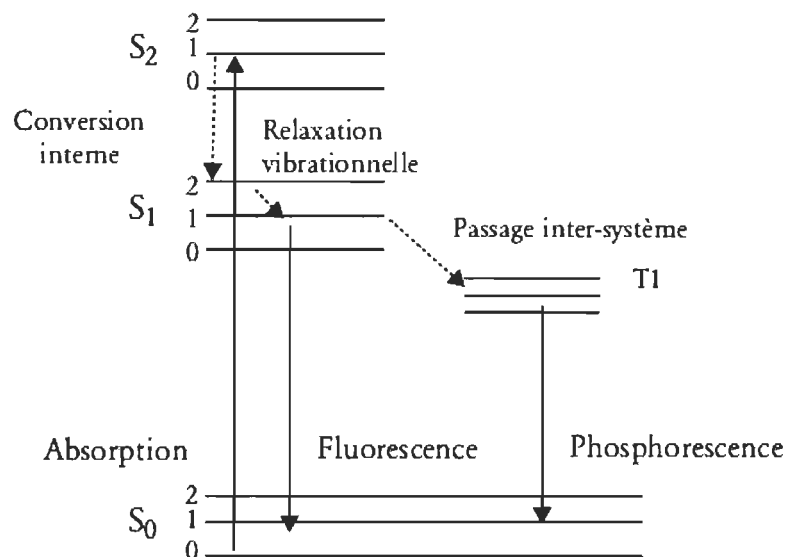 2
S2 1
0
Conversion
interne
Relaxation
vibrationnelle
2
S1 1
0
Passage inter-système
T1
Absorption
Fluorescence
Phosphorescence
2
S0 1
0